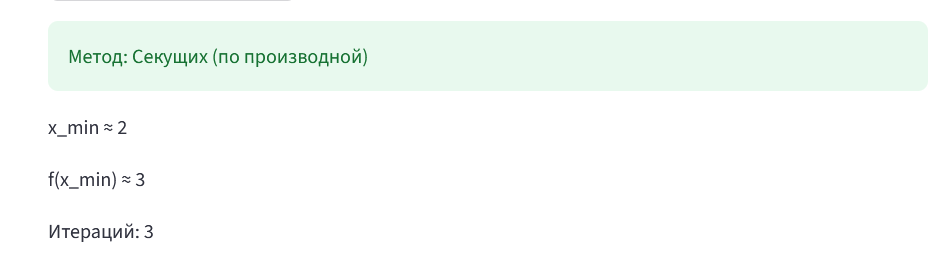 Метод: Секущих (по производной)
x_min ≈ 2
f(x_min) ≈ 3
Итераций: 3